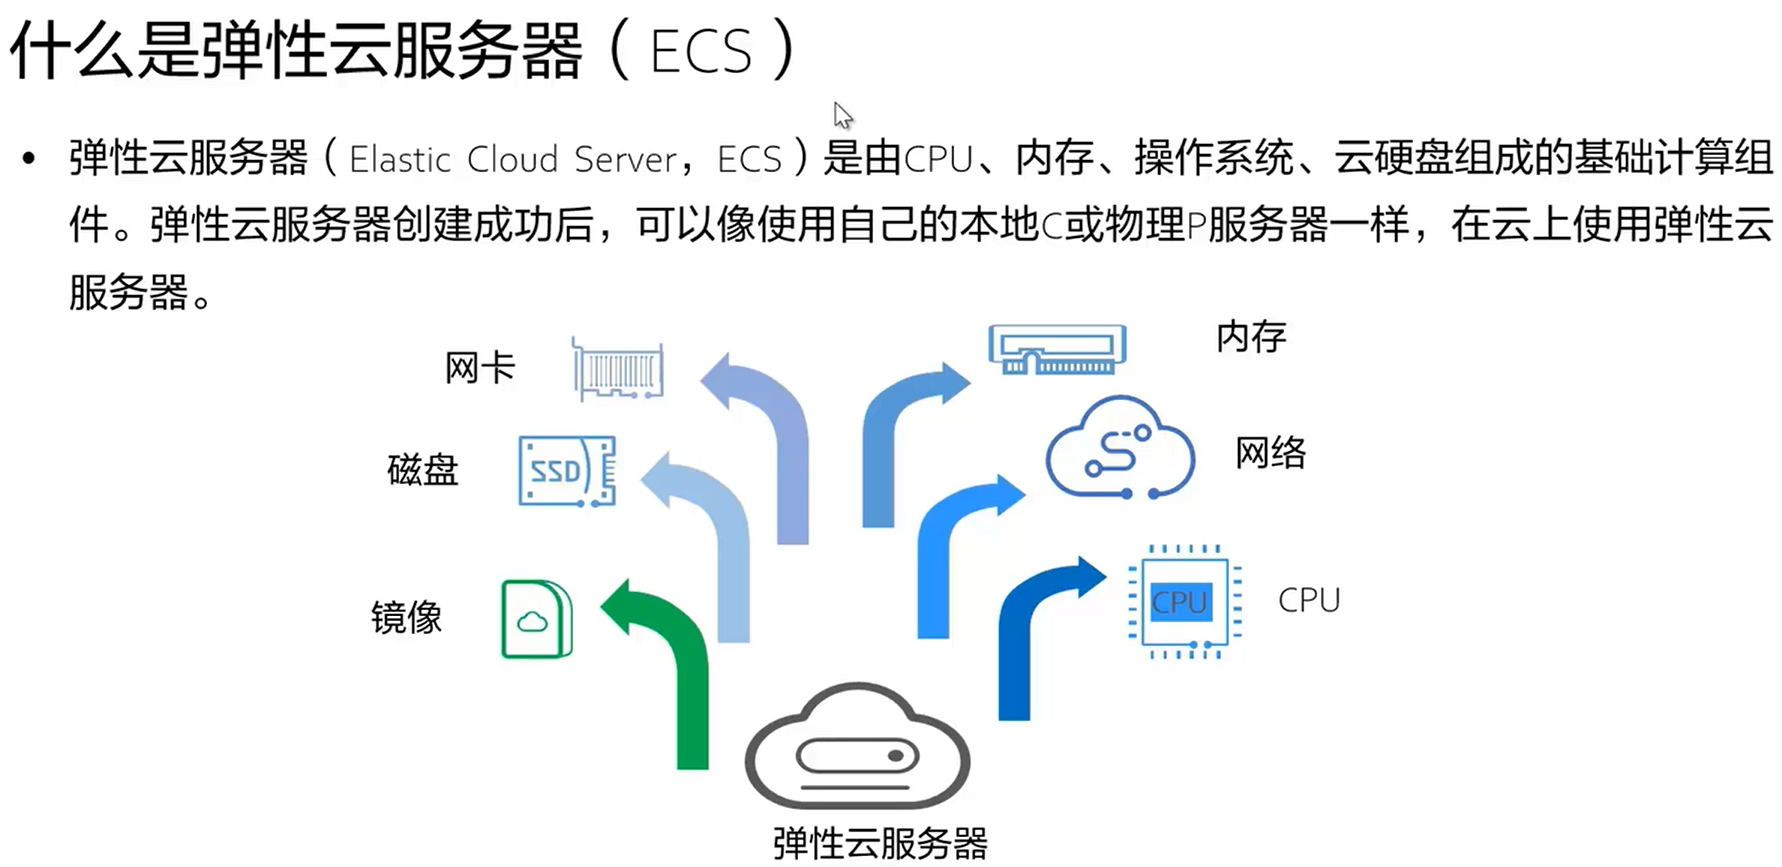 什么是弹性云服务器（ECS）
• 弹性云服务器（Elastic Cloud Server，ECS）是由CPU、内存、操作系统、云硬盘组成的基础计算组
件。弹性云服务器创建成功后，可以像使用自己的本地C或物理P服务器一样，在云上使用弹性云
服务器。
网卡
内存
磁盘
SSD
网络
镜像
CPU
CPU
弹性云服务器